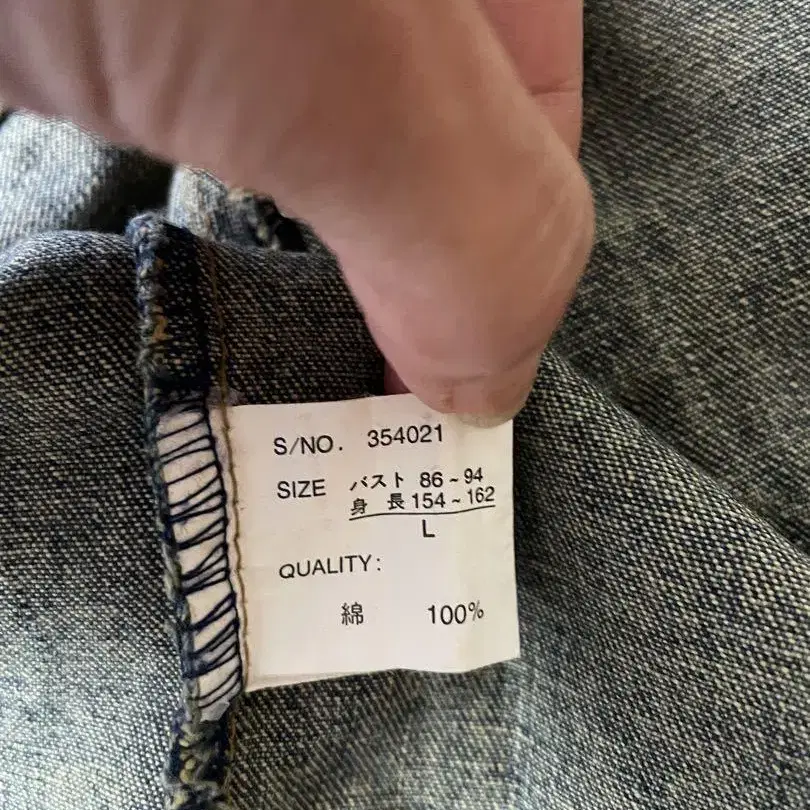 S/NO. 354021
SIZE バスト 86~94
身 長 154~162
L
QUALITY:
綿 100%